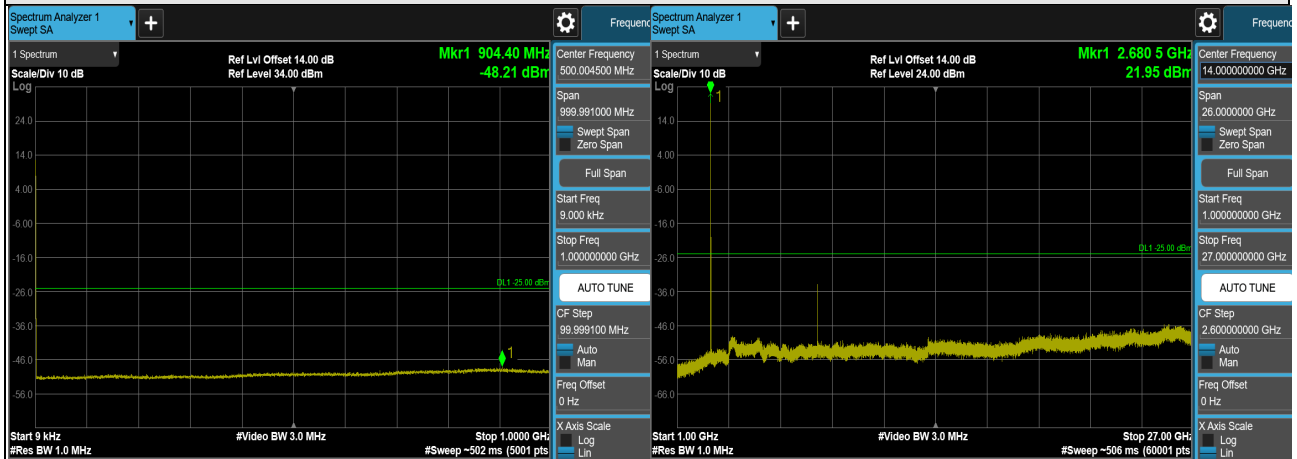 Spectrum Analyzer 1
Swept SA
+
Frequenc
1 Spectrum
Scale/Div 10 dB
Log
Ref Lvl Offset 14.00 dB
Ref Level 34.00 dBm
Mkr1 904.40 MHz
-48.21 dBm
24.0
14.0
4.00
-6.00
-16.0
-26.0
-36.0
-46.0
-56.0
DL1 -25.00 dBm
1
Start 9 kHz
#Res BW 1.0 MHz
#Video BW 3.0 MHz
Stop 1.0000 GHz
#Sweep ~502 ms (5001 pts
Center Frequency
500.004500 MHz
Span
999.991000 MHz
Swept Span
Zero Span
Full Span
Start Freq
9.000 kHz
Stop Freq
1.000000000 GHz
AUTO TUNE
CF Step
99.999100 MHz
Auto
Man
Freq Offset
0 Hz
X Axis Scale
Log
Lin
Spectrum Analyzer 1
Swept SA
+
Frequenc
1 Spectrum
Scale/Div 10 dB
Log
Ref Lvl Offset 14.00 dB
Ref Level 24.00 dBm
Mkr1 2.680 5 GHz
21.95 dBm
1
14.0
4.00
-6.00
-16.0
-26.0
-36.0
-46.0
-56.0
-66.0
DL1 -25.00 dBm
Start 1.00 GHz
#Res BW 1.0 MHz
#Video BW 3.0 MHz
Stop 27.00 GHz
#Sweep ~506 ms (60001 pts
Center Frequency
14.000000000 GHz
Span
26.0000000 GHz
Swept Span
Zero Span
Full Span
Start Freq
1.000000000 GHz
Stop Freq
27.000000000 GHz
AUTO TUNE
CF Step
2.600000000 GHz
Auto
Man
Freq Offset
0 Hz
X Axis Scale
Log
Lin